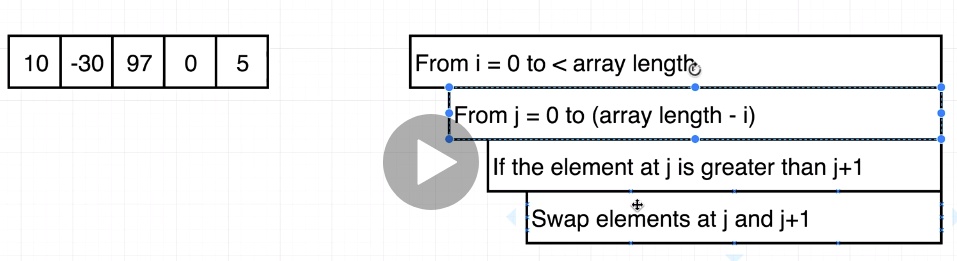 10 -30 97 0 5
From i = 0 to < array length
From j = 0 to (array length - i)
If the element at j is greater than j+1
Swap elements at j and j+1